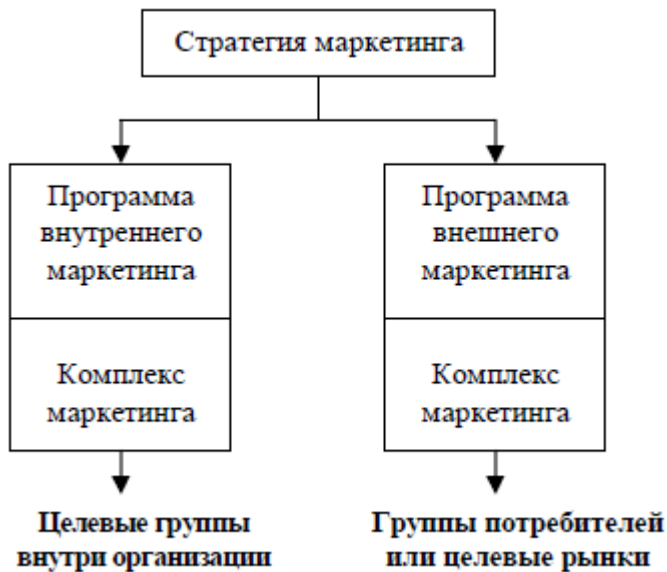 Стратегия маркетинга
Программа
внутреннего
маркетинга
Комплекс
маркетинга
Целевые группы
внутри организации
Программа
внешнего
маркетинга
Комплекс
маркетинга
Группы потребителей
или целевые рынки